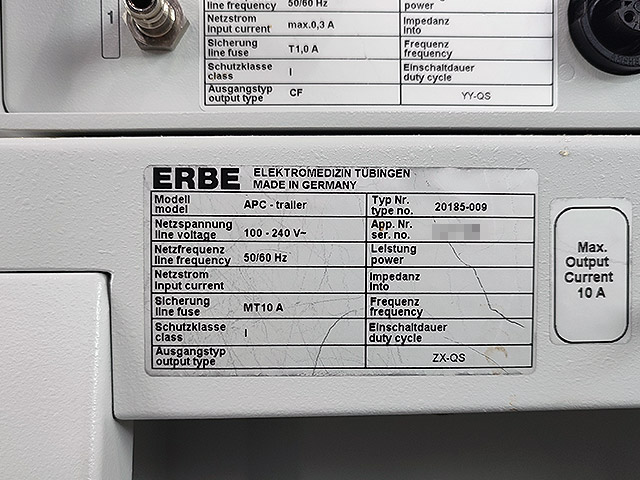 1
50/60 Hz
line frequency
power
Netzstrom
input current
max.0,3 A
Impedanz
into
Sicherung
line fuse
T1,0 A
Frequenz
frequency
Schutzklasse
class
I
Einschaltdauer
duty cycle
Ausgangstyp
output type
CF
YY-QS
ERBE
ELEKTROMEDIZIN TÜBINGEN
MADE IN GERMANY
Modell
model
APC - trailer
Typ Nr.
type no.
20185-009
Netzspannung
line voltage
100 - 240 V~
App. Nr.
ser. no.
Netzfrequenz
line frequency
50/60 Hz
Leistung
power
Netzstrom
input current
Impedanz
into
Sicherung
line fuse
MT10 A
Frequenz
frequency
Schutzklasse
class
I
Einschaltdauer
duty cycle
Ausgangstyp
output type
ZX-QS
Max.
Output
Current
10 A